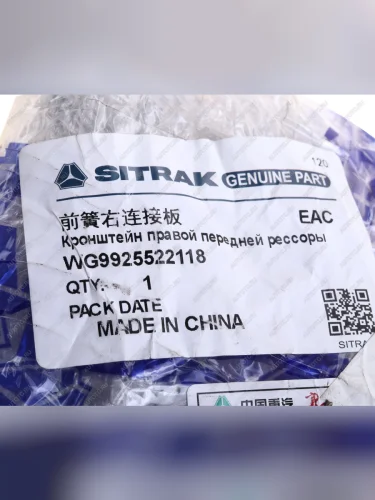 120
SITRAK GENUINE PART
前簧右连接板 EAC
Кронштейн правой передней рессоры
WG9925522118
QTY: 1
PACK DATE
MADE IN CHINA
SITRAK
中国重汽